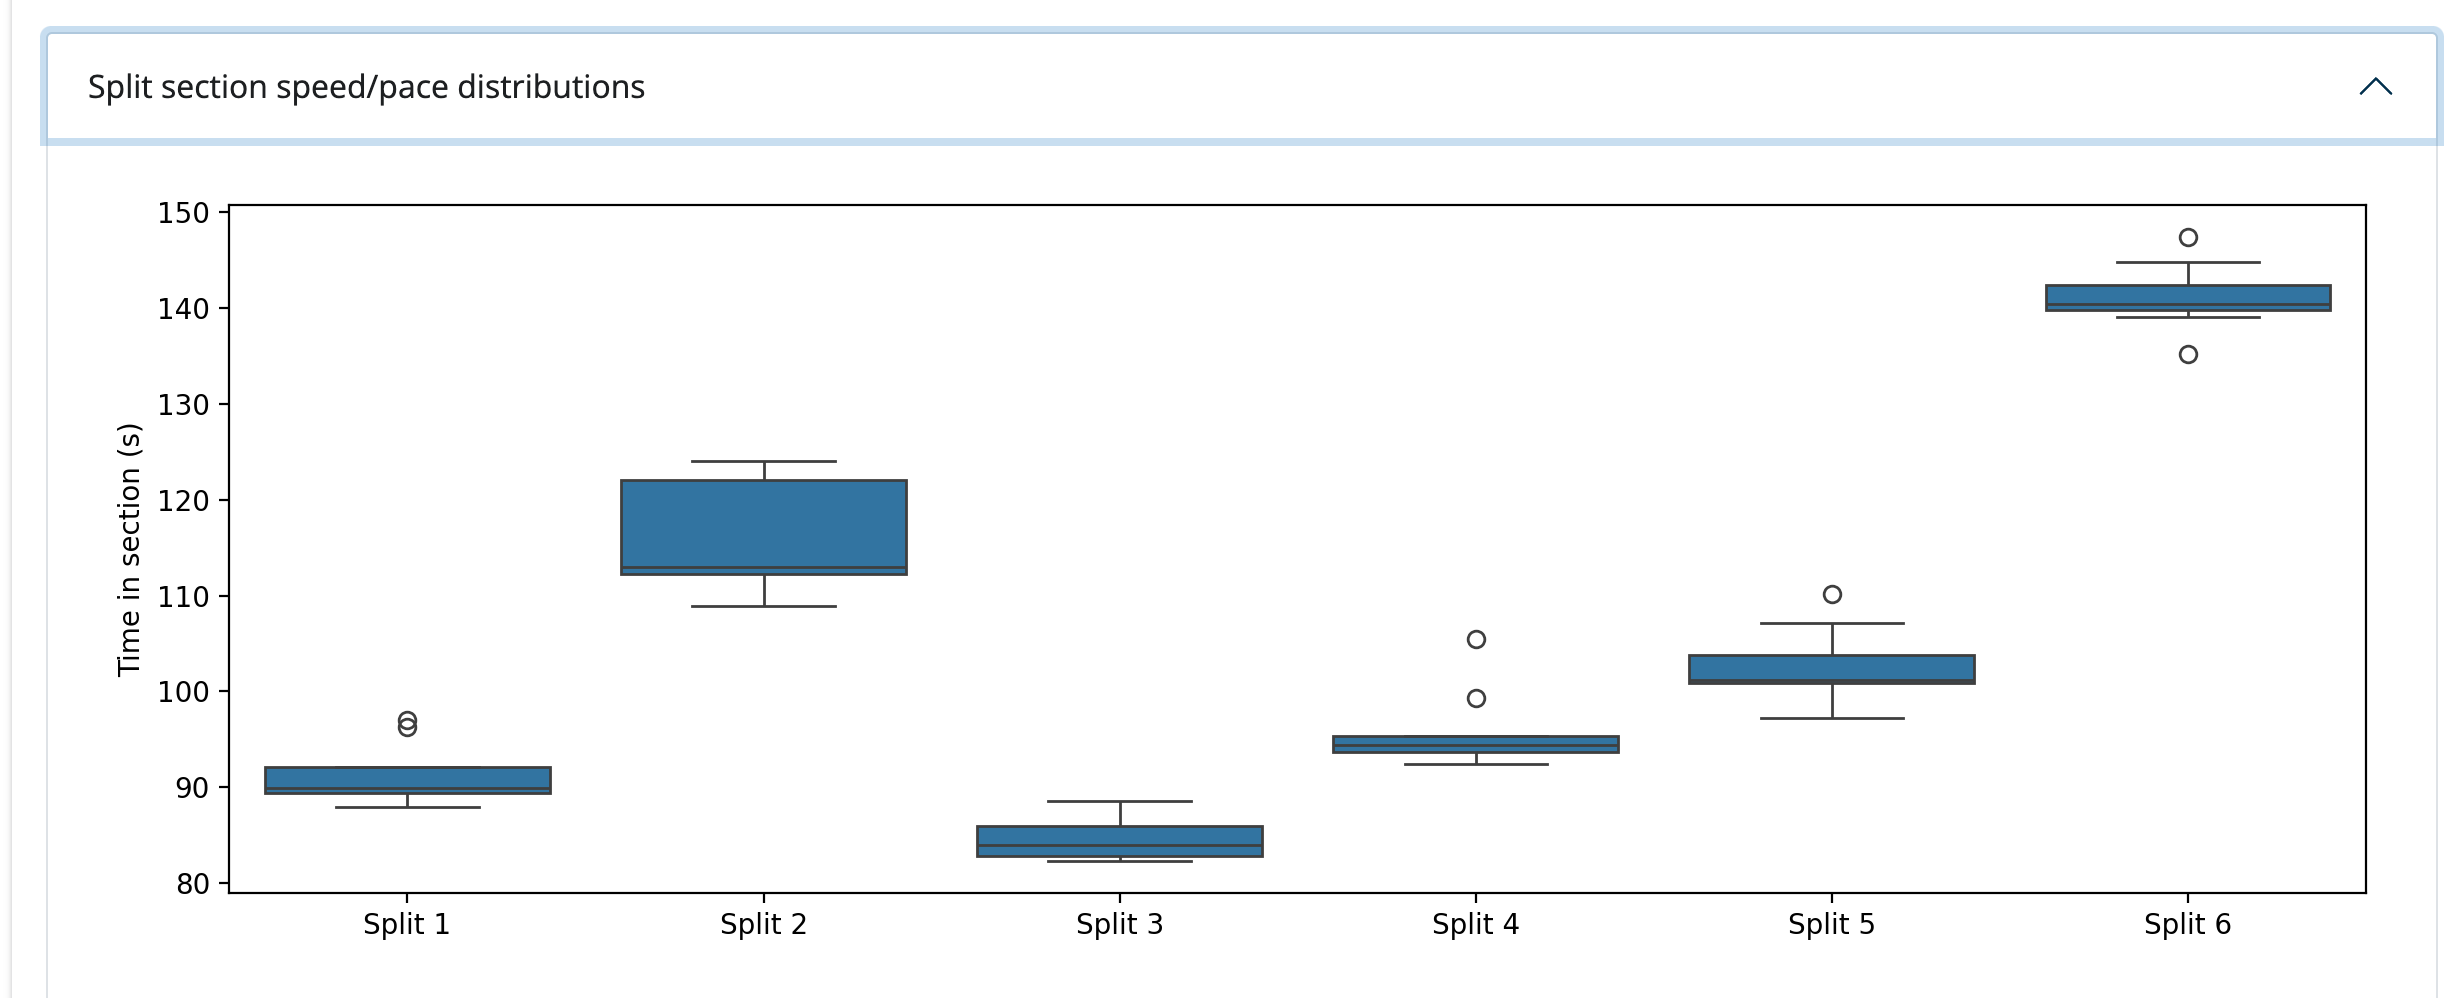 Split section speed/pace distributions
150
140
130
120
110
100
90
80
Time in section (s)
Split 1 Split 2 Split 3 Split 4 Split 5 Split 6